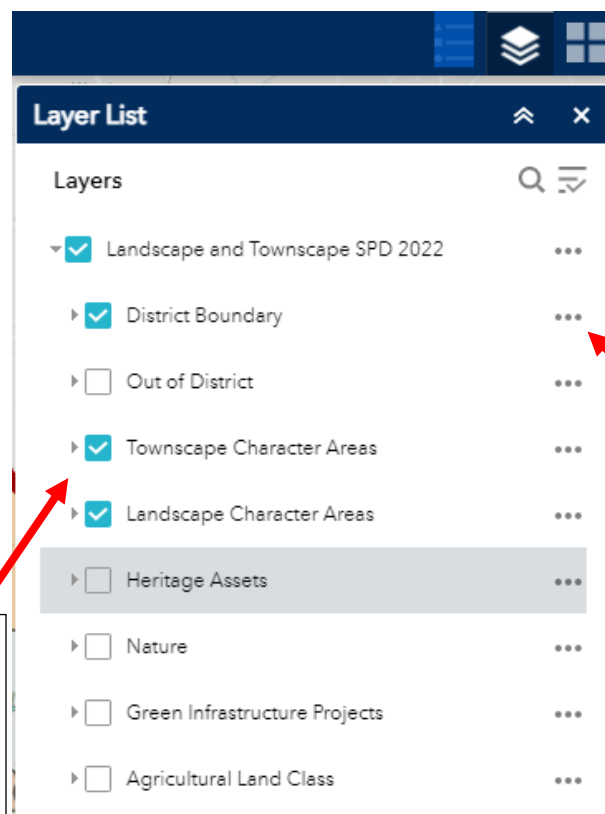 Layer List
Layers
Landscape and Townscape SPD 2022
District Boundary
Out of District
Townscape Character Areas
Landscape Character Areas
Heritage Assets
Nature
Green Infrastructure Projects
Agricultural Land Class